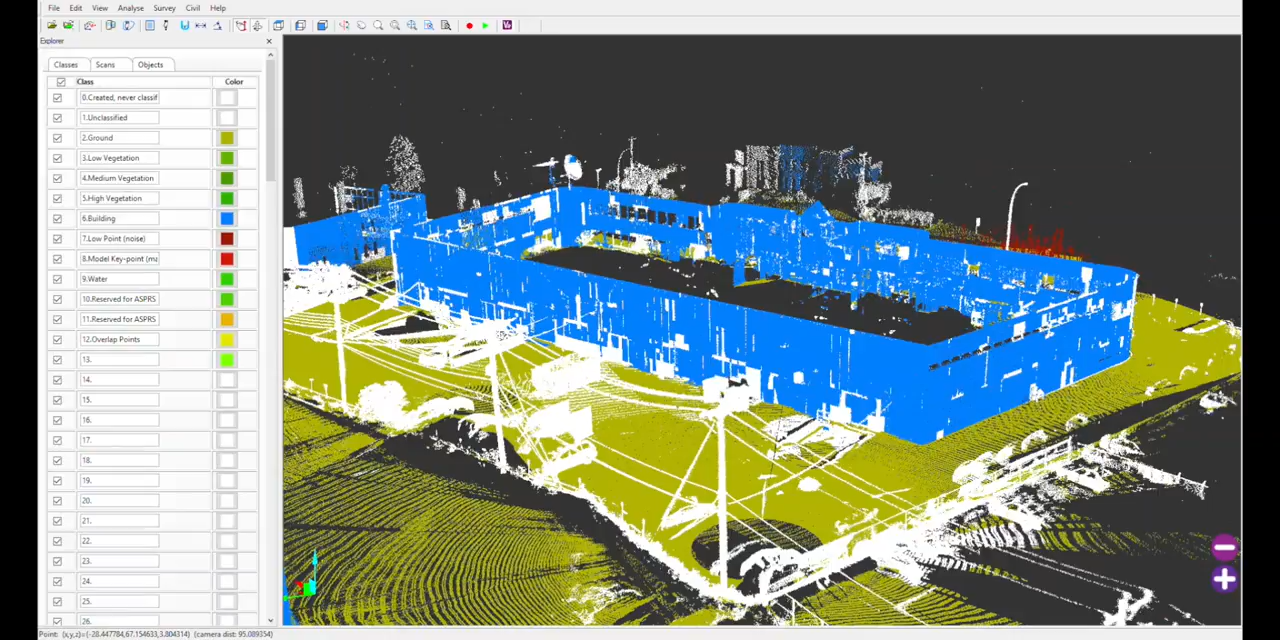 File Edit View Analyse Survey Civil Help
Explorer
Classes Scans Objects
Class Color
0.Created, never classif
1.Unclassified
2.Ground
3.Low Vegetation
4.Medium Vegetation
5.High Vegetation
6.Building
7.Low Point (noise)
8.Model Key-point (ma
9.Water
10.Reserved for ASPRS
11.Reserved for ASPRS
12.Overlap Points
13.
14.
15.
16.
17.
18.
19.
20.
21.
22.
23.
24.
25.
26.
Point: (x,y,z)=(-28.447784,67.154633,3.804314) (camera dist: 95.089354)